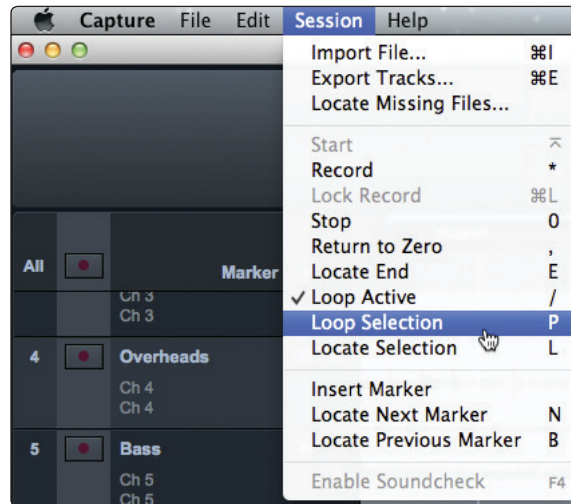 Capture File Edit Session Help
Import File... ⌘I
Export Tracks... ⌘E
Locate Missing Files...
Start ⌅
Record *
Lock Record ⌘L
Stop 0
Return to Zero ,
Locate End E
✓ Loop Active /
Loop Selection P
Locate Selection L
Insert Marker
Locate Next Marker N
Locate Previous Marker B
Enable Soundcheck F4
All Marker
Ch 3
Ch 3
4 Overheads
Ch 4
Ch 4
5 Bass
Ch 5
Ch 5